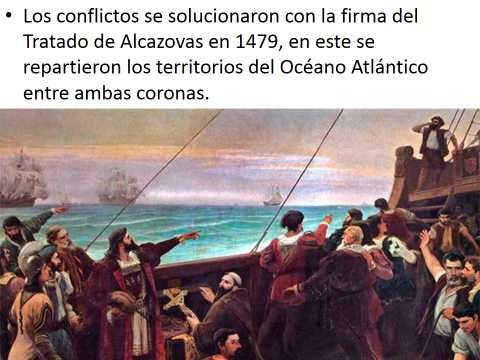 • Los conflictos se solucionaron con la firma del
Tratado de Alcazovas en 1479, en este se
repartieron los territorios del Océano Atlántico
entre ambas coronas.